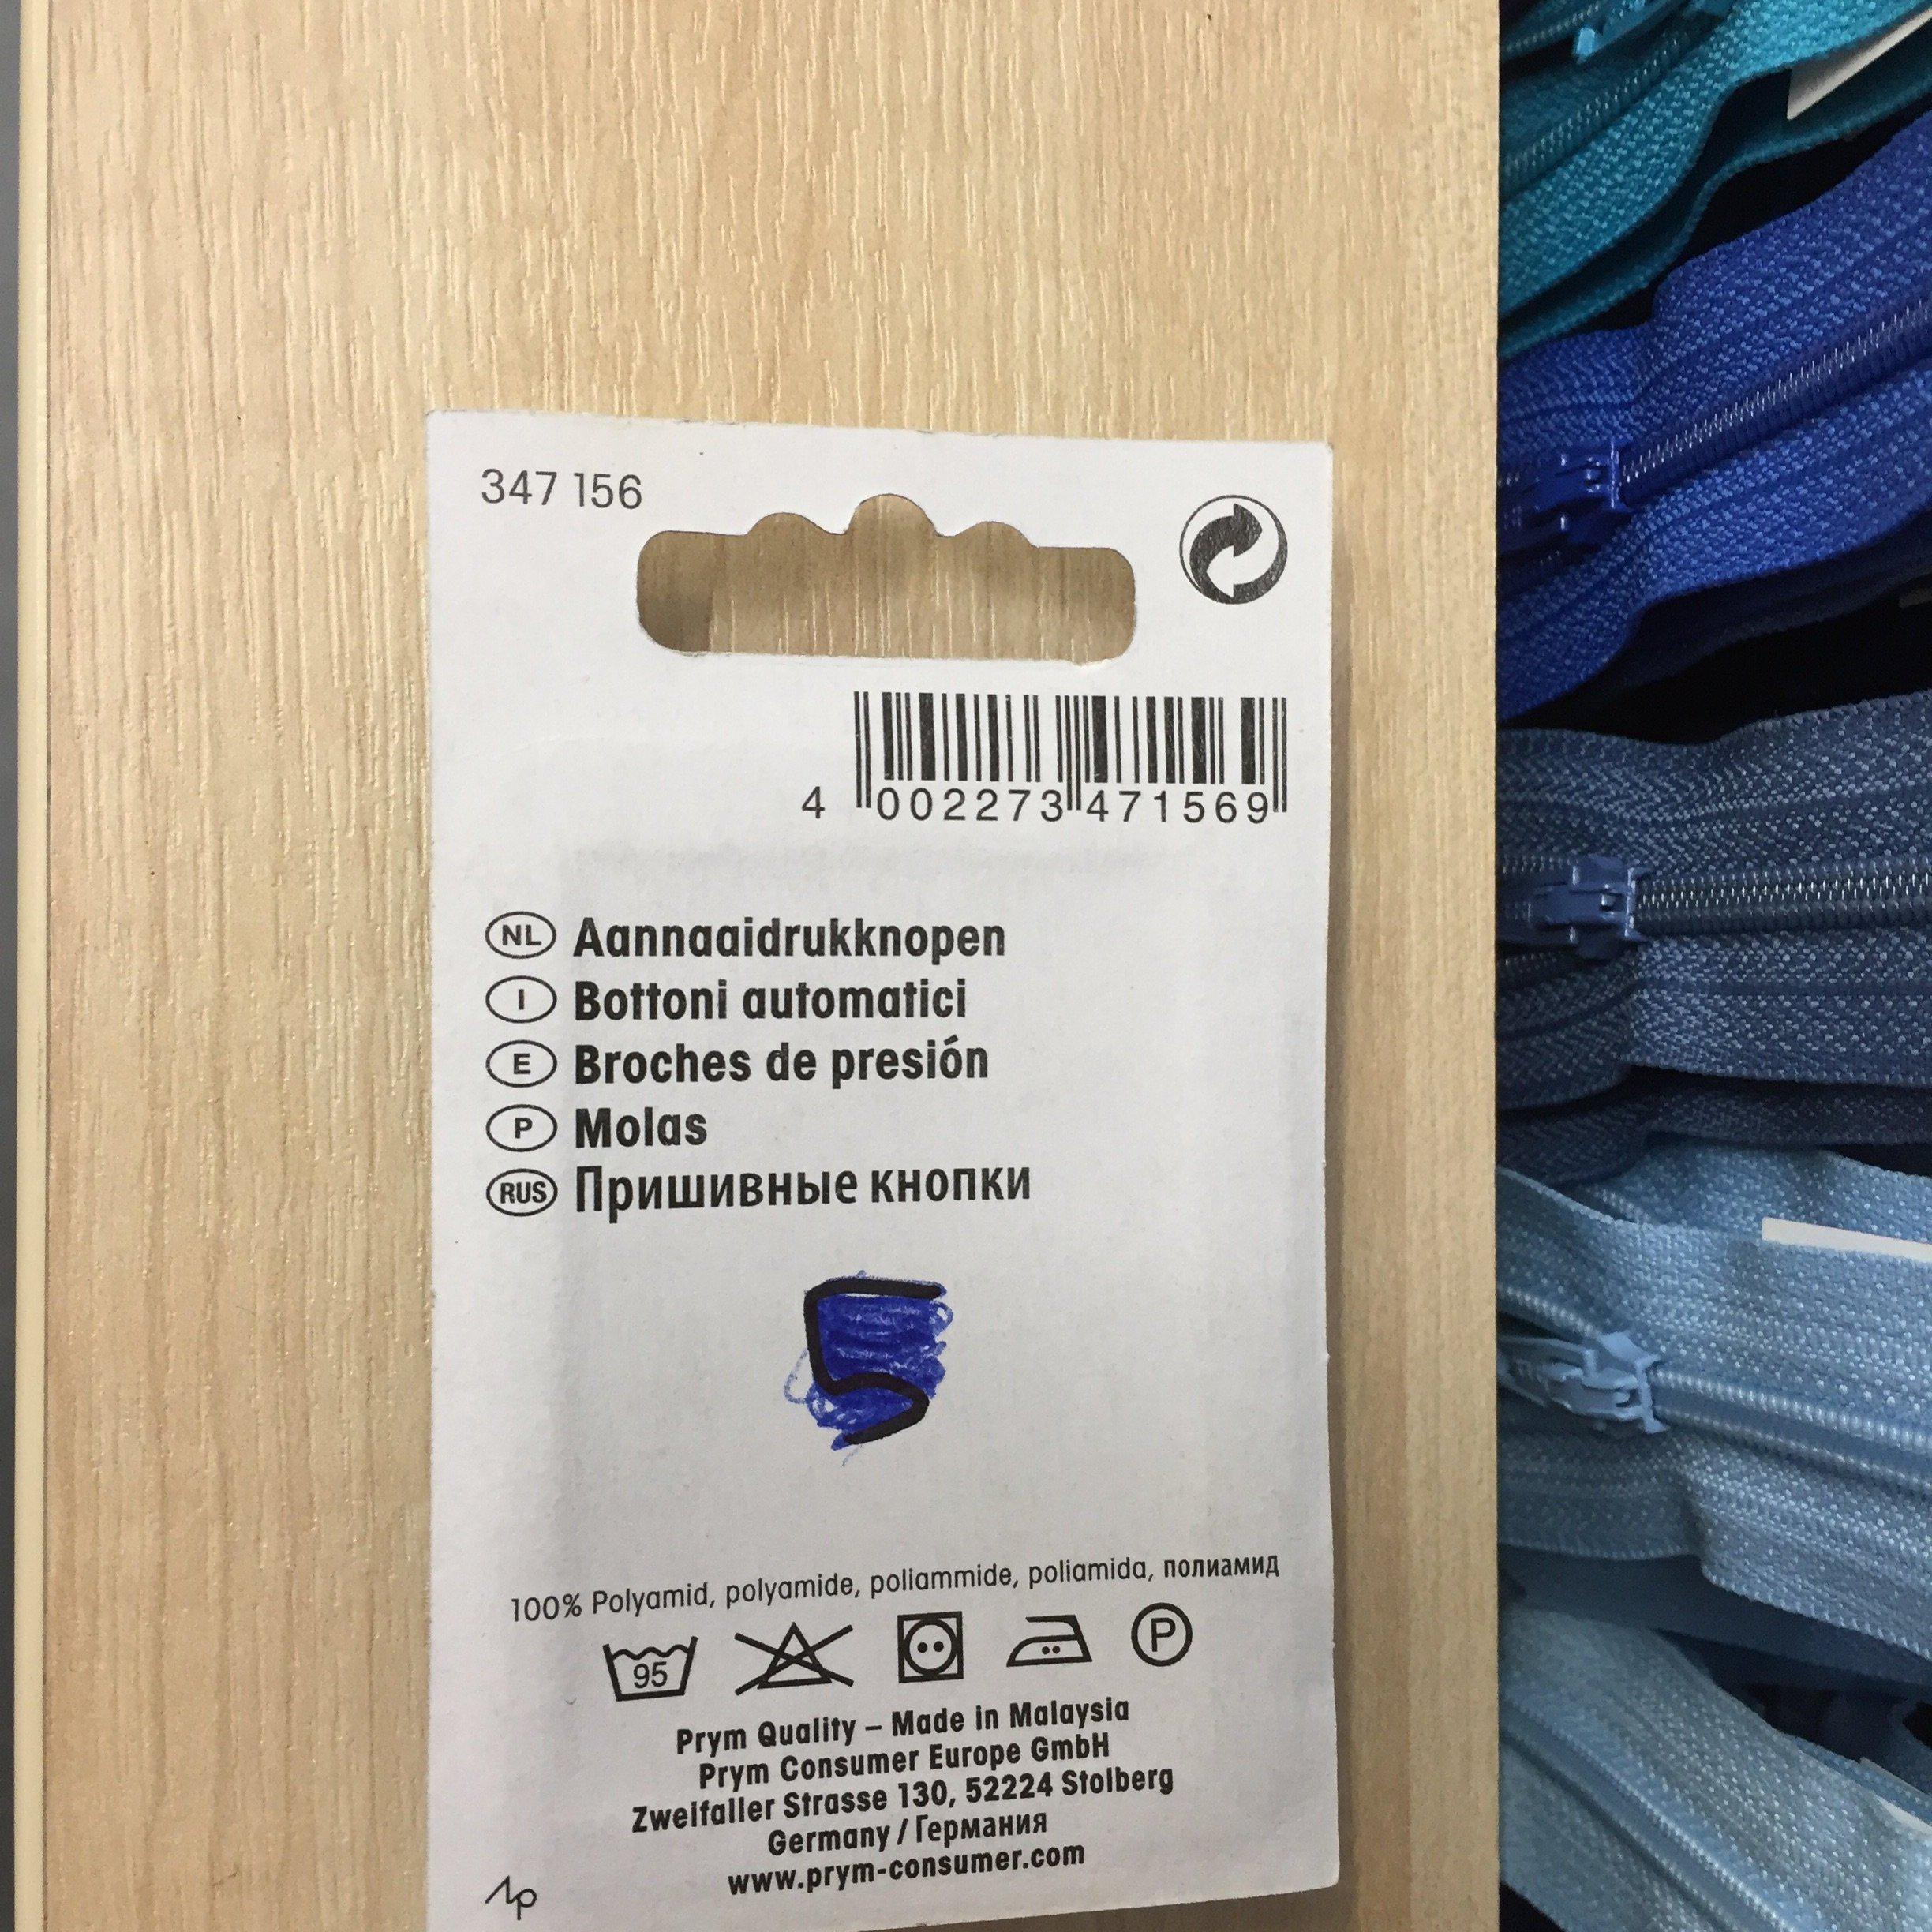 347 156
4 002273 471569
NL Aannaaidrukknopen
I Bottoni automatici
E Broches de presión
P Molas
RUS Пришивные кнопки
5
100% Polyamid, polyamide, poliammide, poliamida, полиамид
95 P
Prym Quality – Made in Malaysia
Prym Consumer Europe GmbH
Zweifaller Strasse 130, 52224 Stolberg
Germany / Германия
www.prym-consumer.com